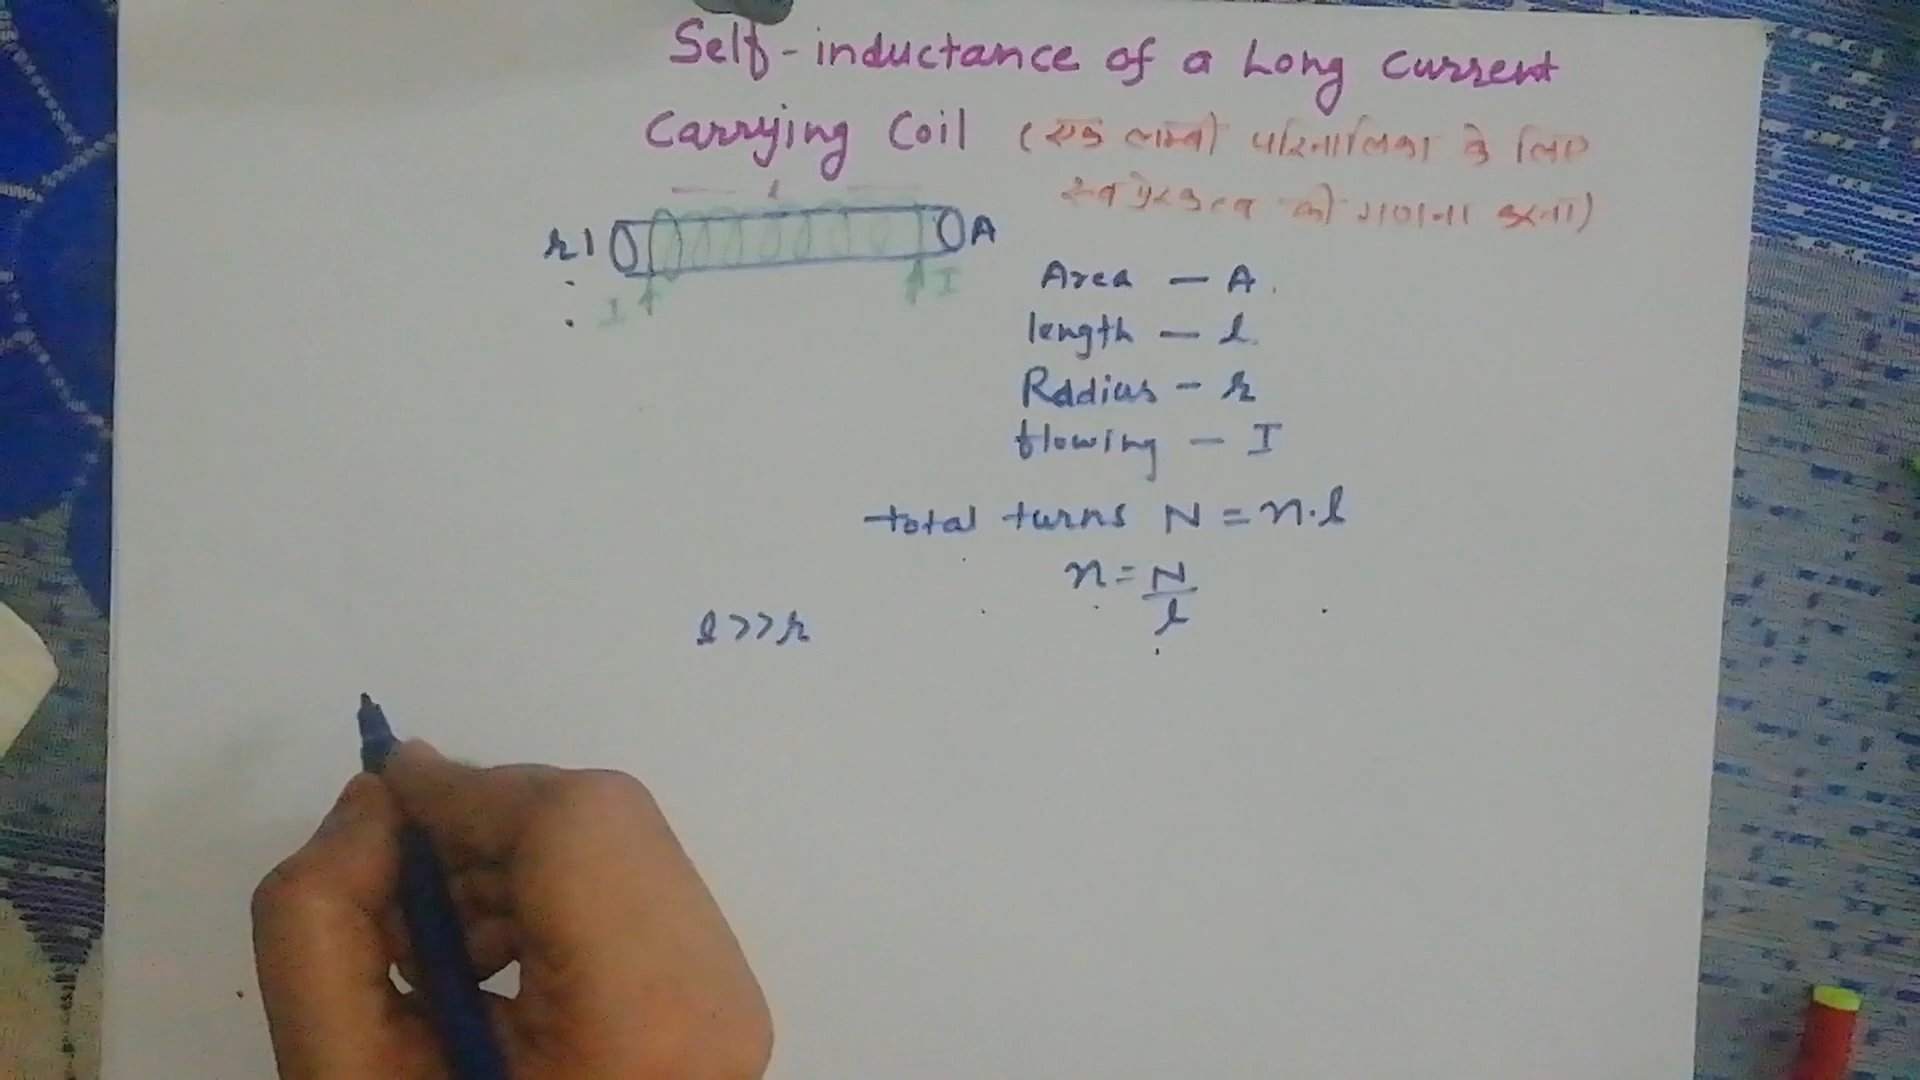 Self-inductance of a Long Current
Carrying Coil (एक लम्बी परिनालिका के लिए
स्वप्रेरकत्व की गणना करना)
l
r A
I I
Area — A.
length — l.
Radius - r
flowing — I
total turns N = n.l
n = N/l
l >> r